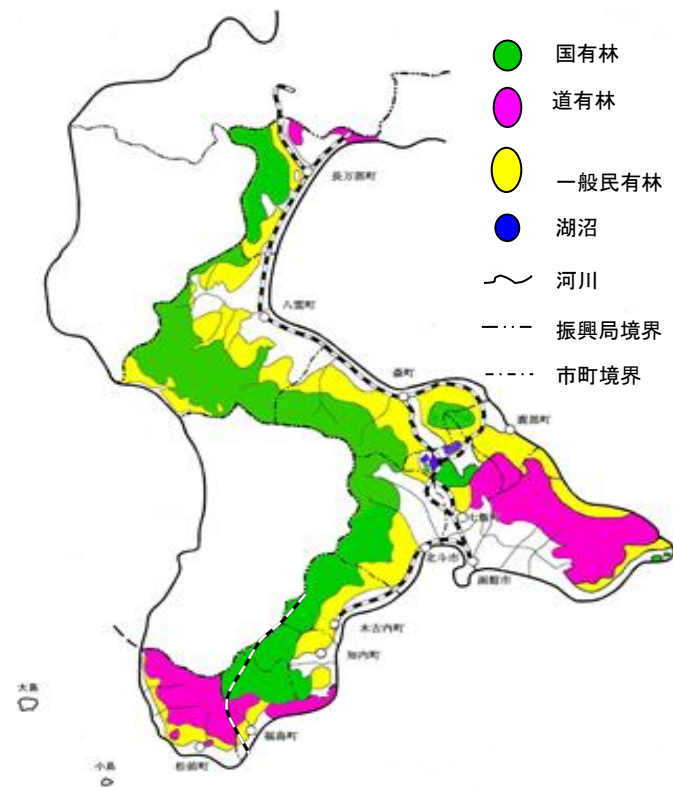 国有林
道有林
一般民有林
湖沼
河川
振興局境界
市町境界
長万部町
八雲町
森町
鹿部町
七飯町
北斗市
函館市
木古内町
知内町
福島町
松前町
大島
小島